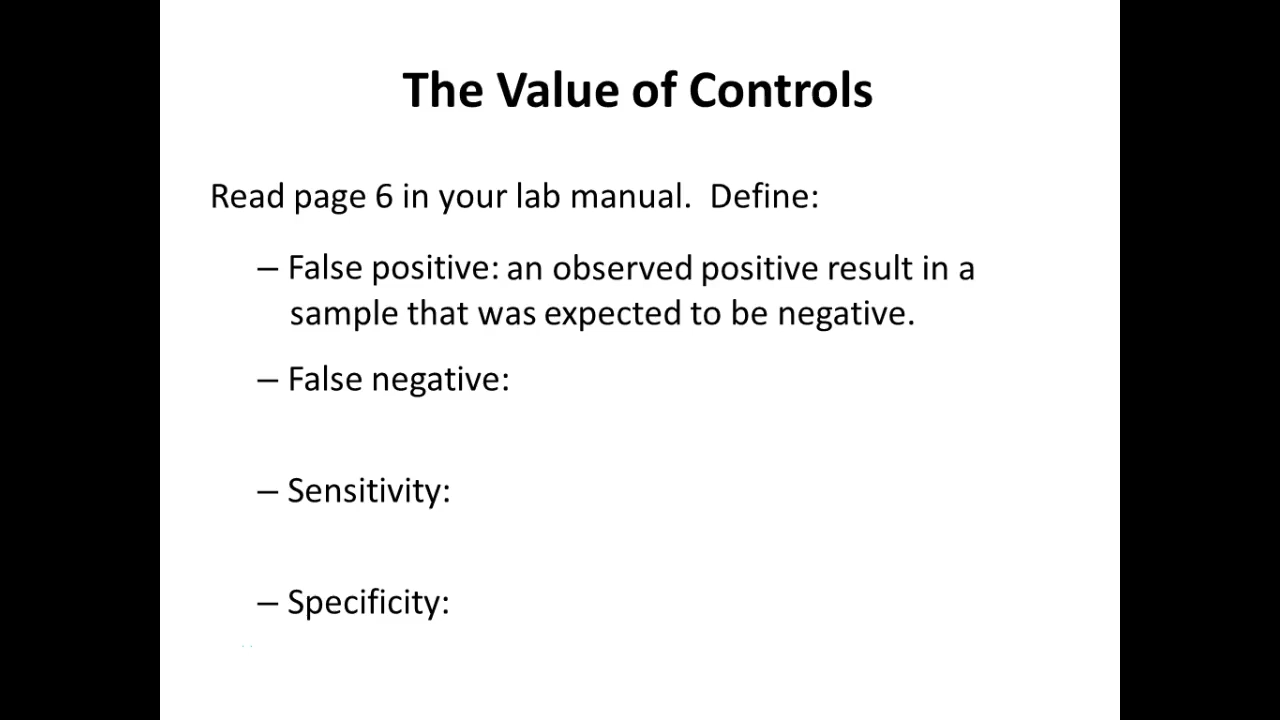 The Value of Controls
Read page 6 in your lab manual.  Define:
– False positive: an observed positive result in a
sample that was expected to be negative.
– False negative:
– Sensitivity:
– Specificity: